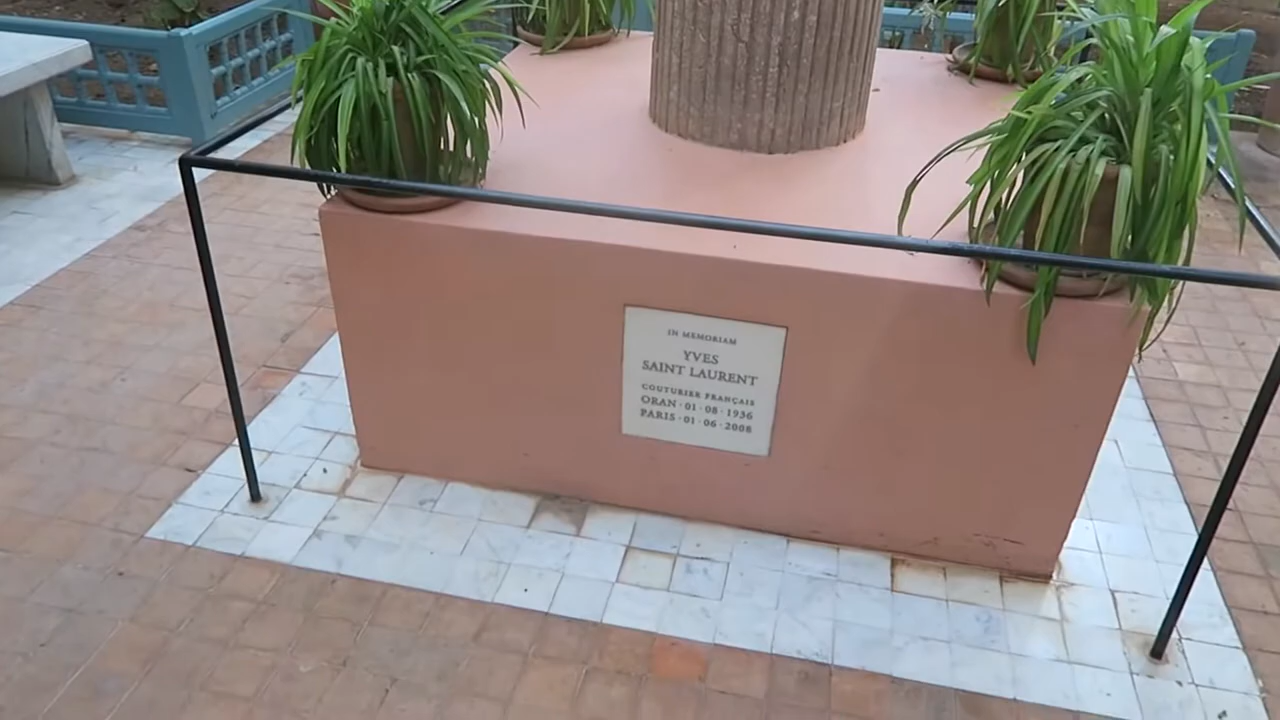 IN MEMORIAM
YVES
SAINT LAURENT
COUTURIER FRANÇAIS
ORAN · 01 · 08 · 1936
PARIS · 01 · 06 · 2008